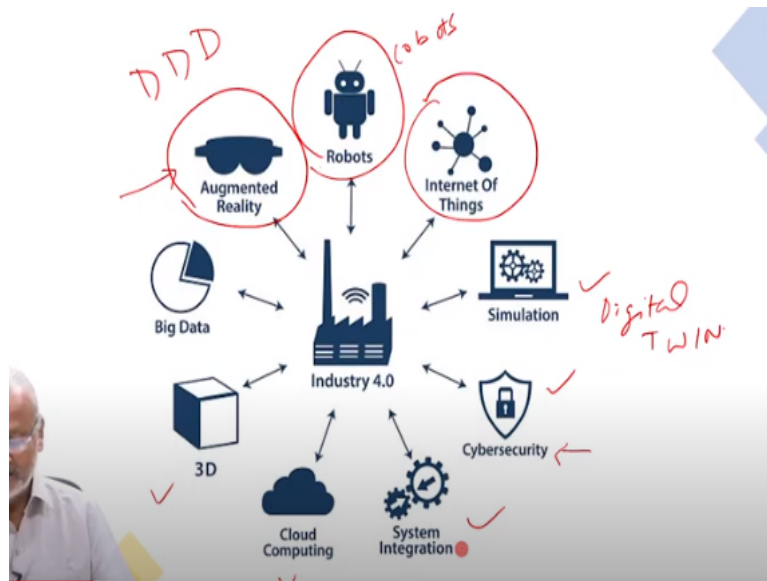 DDD
cobots
Robots
Augmented
Reality
Internet Of
Things
Big Data
Simulation
Digital
TWIN
Industry 4.0
3D
Cybersecurity
Cloud
Computing
System
Integration